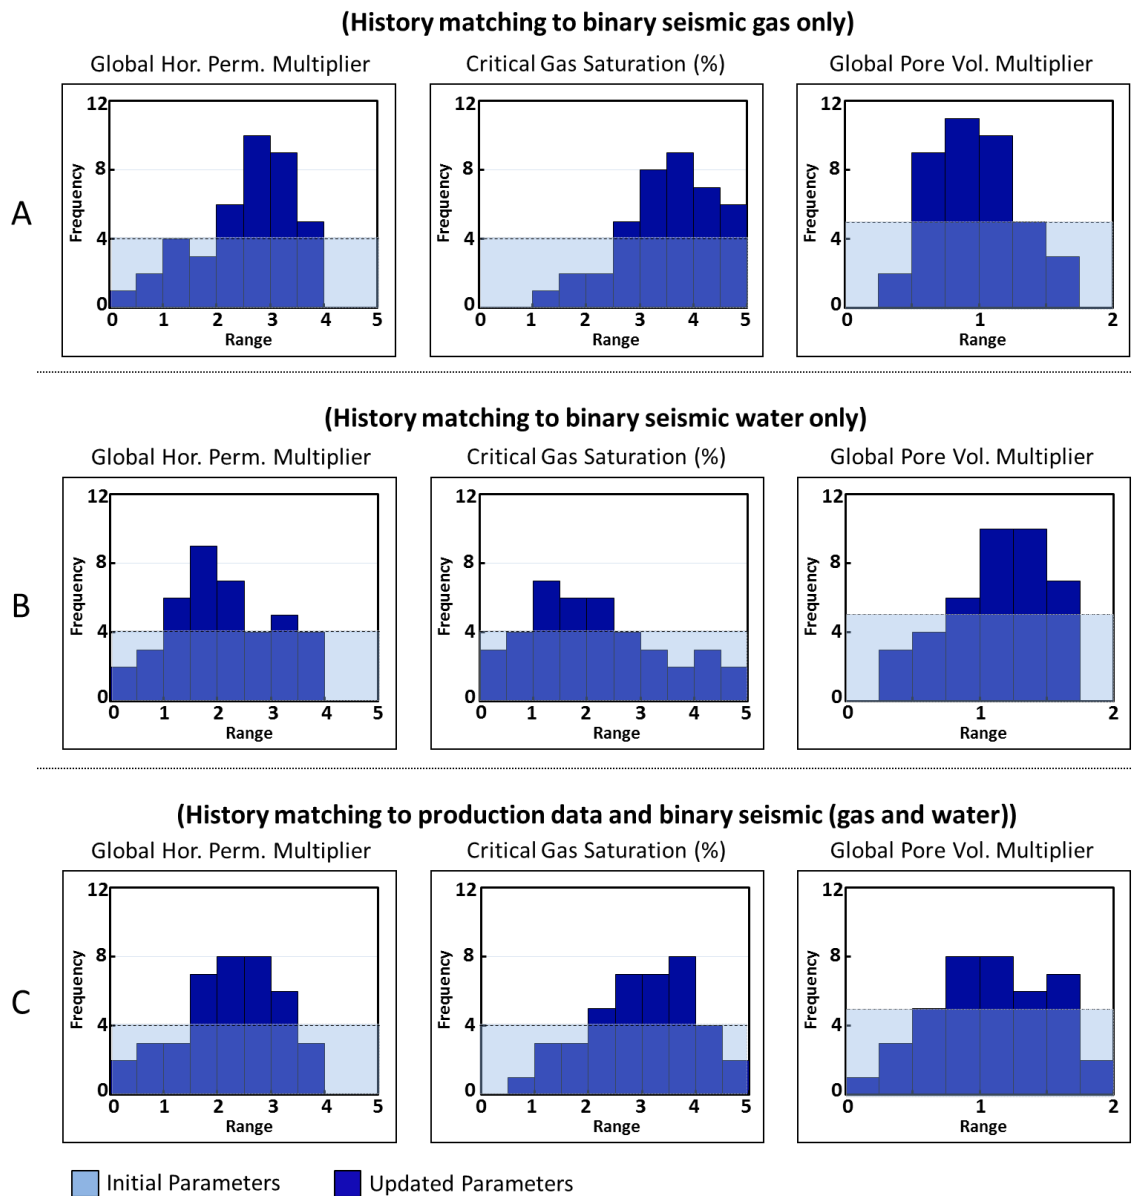 (History matching to binary seismic gas only)
Global Hor. Perm. Multiplier
Critical Gas Saturation (%)
Global Pore Vol. Multiplier
A
Frequency
12
8
4
0
0 1 2 3 4 5
Range
Frequency
12
8
4
0
0 1 2 3 4 5
Range
Frequency
12
8
4
0
0 1 2
Range
(History matching to binary seismic water only)
Global Hor. Perm. Multiplier
Critical Gas Saturation (%)
Global Pore Vol. Multiplier
B
Frequency
12
8
4
0
0 1 2 3 4 5
Range
Frequency
12
8
4
0
0 1 2 3 4 5
Range
Frequency
12
8
4
0
0 1 2
Range
(History matching to production data and binary seismic (gas and water))
Global Hor. Perm. Multiplier
Critical Gas Saturation (%)
Global Pore Vol. Multiplier
C
Frequency
12
8
4
0
0 1 2 3 4 5
Range
Frequency
12
8
4
0
0 1 2 3 4 5
Range
Frequency
12
8
4
0
0 1 2
Range
Initial Parameters
Updated Parameters